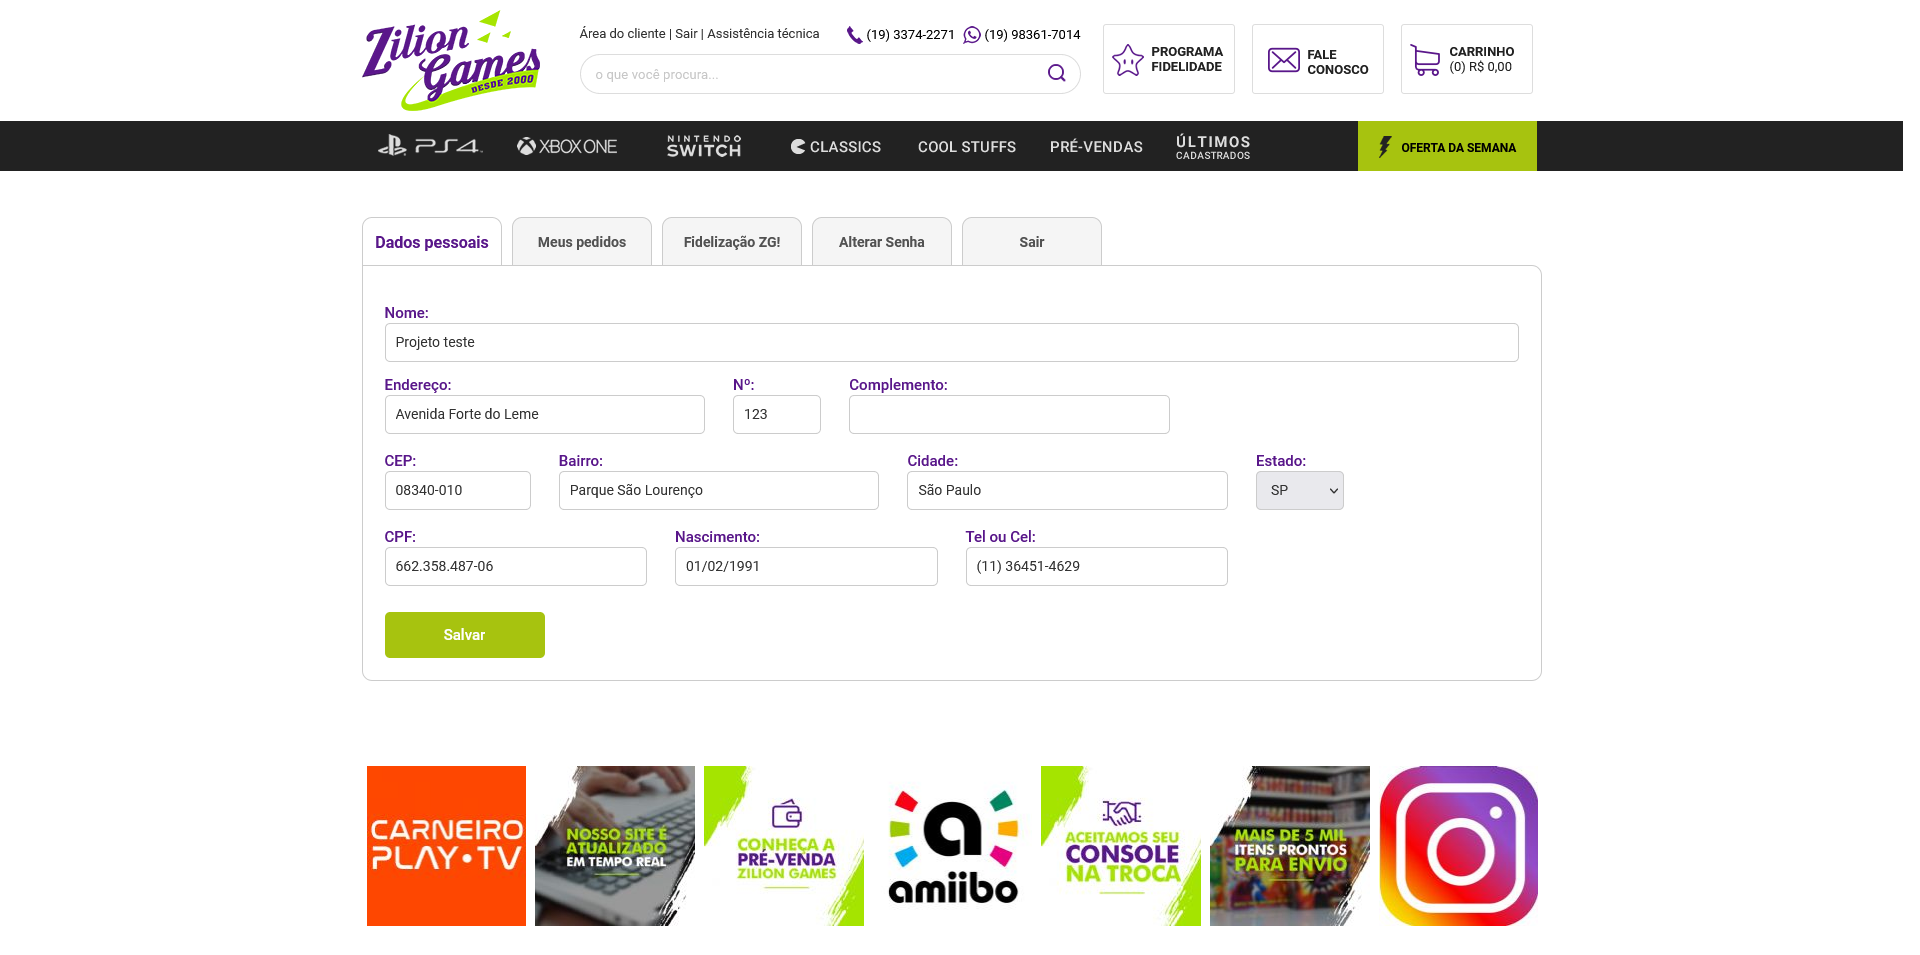 Zilion
Games
DESDE 2000
Área do cliente | Sair | Assistência técnica
(19) 3374-2271
(19) 98361-7014
o que você procura...
PROGRAMA
FIDELIDADE
FALE
CONOSCO
CARRINHO
(0) R$ 0,00
PS4
XBOX ONE
NINTENDO
SWITCH
CLASSICS
COOL STUFFS
PRÉ-VENDAS
ÚLTIMOS
CADASTRADOS
OFERTA DA SEMANA
Dados pessoais
Meus pedidos
Fidelização ZG!
Alterar Senha
Sair
Nome:
Projeto teste
Endereço:
Nº:
Complemento:
Avenida Forte do Leme
123
CEP:
Bairro:
Cidade:
Estado:
08340-010
Parque São Lourenço
São Paulo
SP
CPF:
Nascimento:
Tel ou Cel:
662.358.487-06
01/02/1991
(11) 36451-4629
Salvar
CARNEIRO
PLAY•TV
NOSSO SITE É
ATUALIZADO
EM TEMPO REAL
CONHEÇA A
PRÉ-VENDA
ZILION GAMES
a
amiibo
ACEITAMOS SEU
CONSOLE
NA TROCA
MAIS DE 5 MIL
ITENS PRONTOS
PARA ENVIO